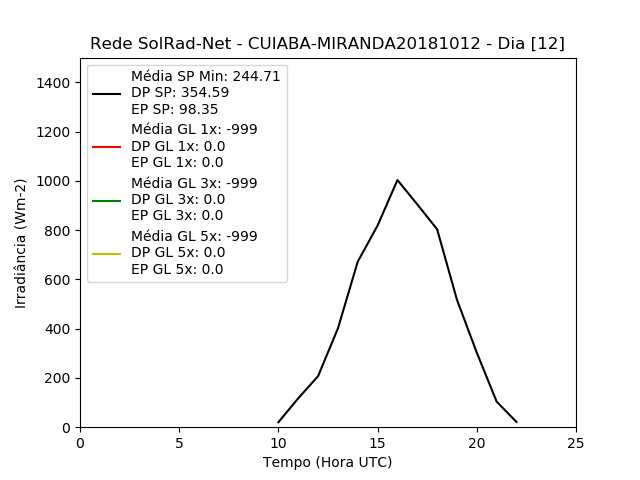 Rede SolRad-Net - CUIABA-MIRANDA20181012 - Dia [12]
Média SP Min: 244.71
DP SP: 354.59
EP SP: 98.35
Média GL 1x: -999
DP GL 1x: 0.0
EP GL 1x: 0.0
Média GL 3x: -999
DP GL 3x: 0.0
EP GL 3x: 0.0
Média GL 5x: -999
DP GL 5x: 0.0
EP GL 5x: 0.0
Irradiância (Wm-2)
1400
1200
1000
800
600
400
200
0
0 5 10 15 20 25
Tempo (Hora UTC)